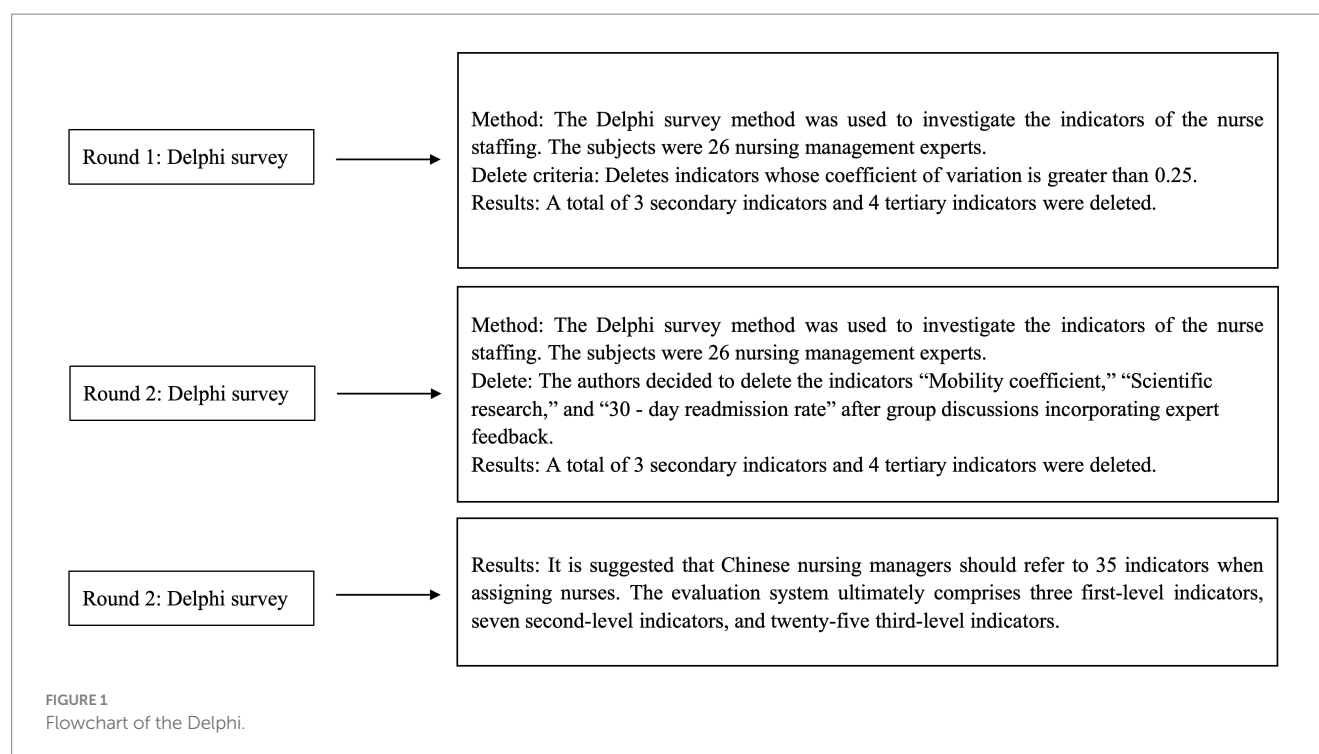 Round 1: Delphi survey
Method: The Delphi survey method was used to investigate the indicators of the nurse
staffing. The subjects were 26 nursing management experts.
Delete criteria: Deletes indicators whose coefficient of variation is greater than 0.25.
Results: A total of 3 secondary indicators and 4 tertiary indicators were deleted.
Round 2: Delphi survey
Method: The Delphi survey method was used to investigate the indicators of the nurse
staffing. The subjects were 26 nursing management experts.
Delete: The authors decided to delete the indicators “Mobility coefficient,” “Scientific
research,” and “30 - day readmission rate” after group discussions incorporating expert
feedback.
Results: A total of 3 secondary indicators and 4 tertiary indicators were deleted.
Round 2: Delphi survey
Results: It is suggested that Chinese nursing managers should refer to 35 indicators when
assigning nurses. The evaluation system ultimately comprises three first-level indicators,
seven second-level indicators, and twenty-five third-level indicators.
FIGURE 1
Flowchart of the Delphi.